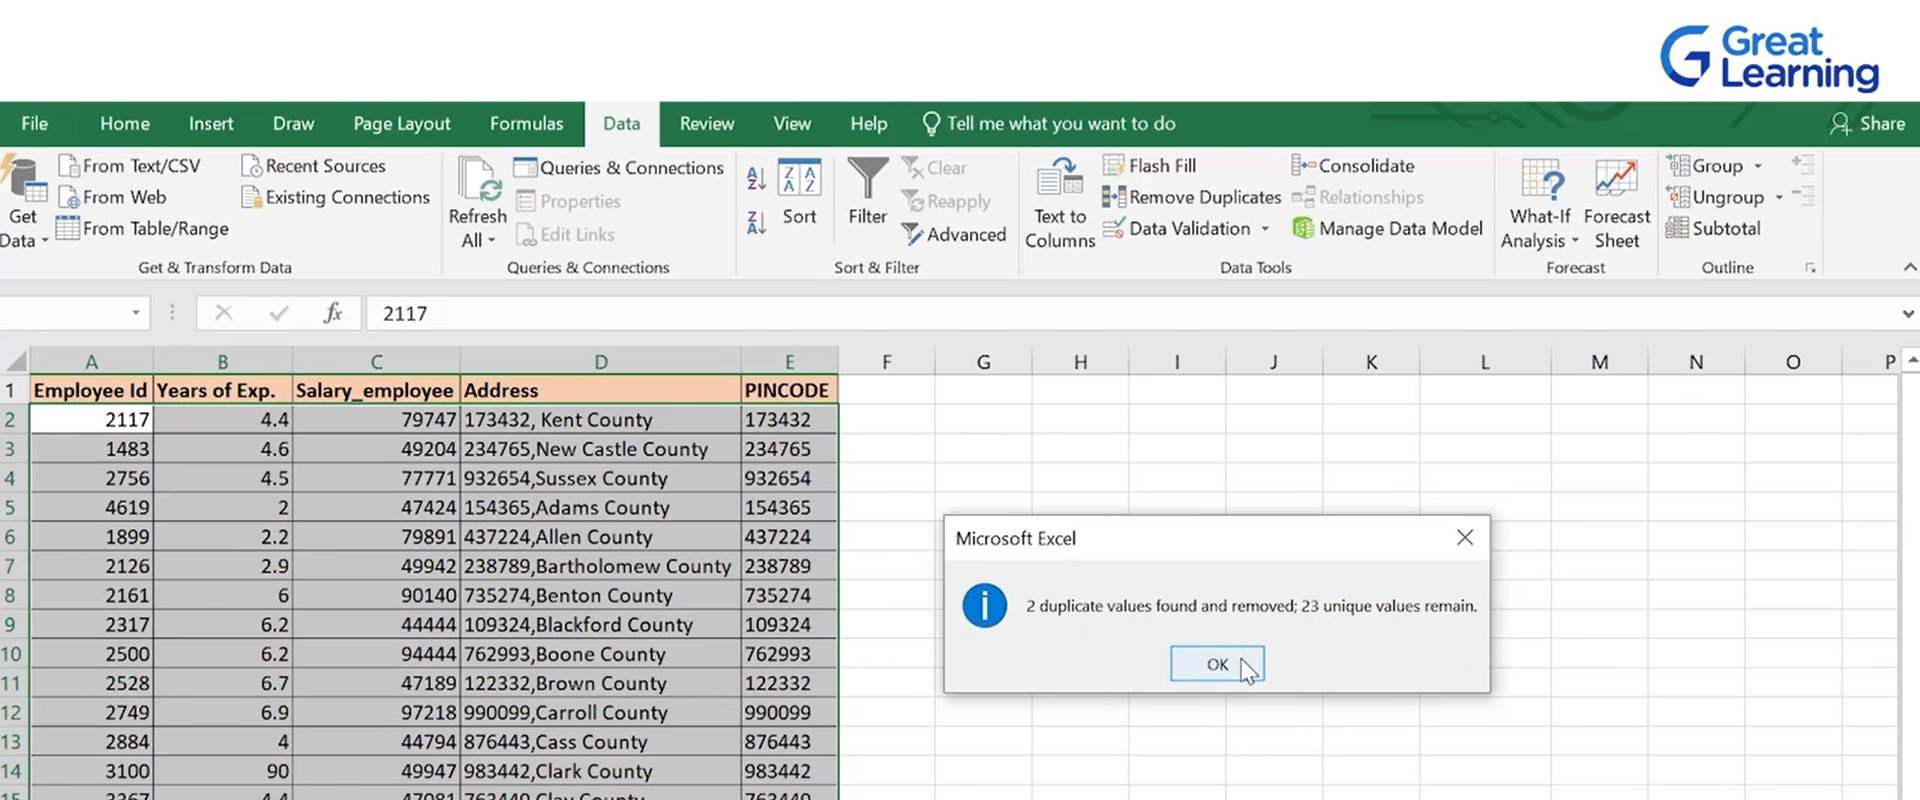 Great
Learning
File Home Insert Draw Page Layout Formulas Data Review View Help Tell me what you want to do Share
Get Data
From Text/CSV
From Web
From Table/Range
Recent Sources
Existing Connections
Get & Transform Data
Refresh All
Queries & Connections
Properties
Edit Links
Queries & Connections
Sort
Filter
Clear
Reapply
Advanced
Sort & Filter
Text to Columns
Flash Fill
Remove Duplicates
Data Validation
Consolidate
Relationships
Manage Data Model
Data Tools
What-If Analysis
Forecast Sheet
Forecast
Group
Ungroup
Subtotal
Outline
fx 2117
A B C D E F G H I J K L M N O P
1 Employee Id Years of Exp. Salary_employee Address PINCODE
2 2117 4.4 79747 173432, Kent County 173432
3 1483 4.6 49204 234765,New Castle County 234765
4 2756 4.5 77771 932654,Sussex County 932654
5 4619 2 47424 154365,Adams County 154365
6 1899 2.2 79891 437224,Allen County 437224
7 2126 2.9 49942 238789,Bartholomew County 238789
8 2161 6 90140 735274,Benton County 735274
9 2317 6.2 44444 109324,Blackford County 109324
10 2500 6.2 94444 762993,Boone County 762993
11 2528 6.7 47189 122332,Brown County 122332
12 2749 6.9 97218 990099,Carroll County 990099
13 2884 4 44794 876443,Cass County 876443
14 3100 90 49947 983442,Clark County 983442
Microsoft Excel
2 duplicate values found and removed; 23 unique values remain.
OK